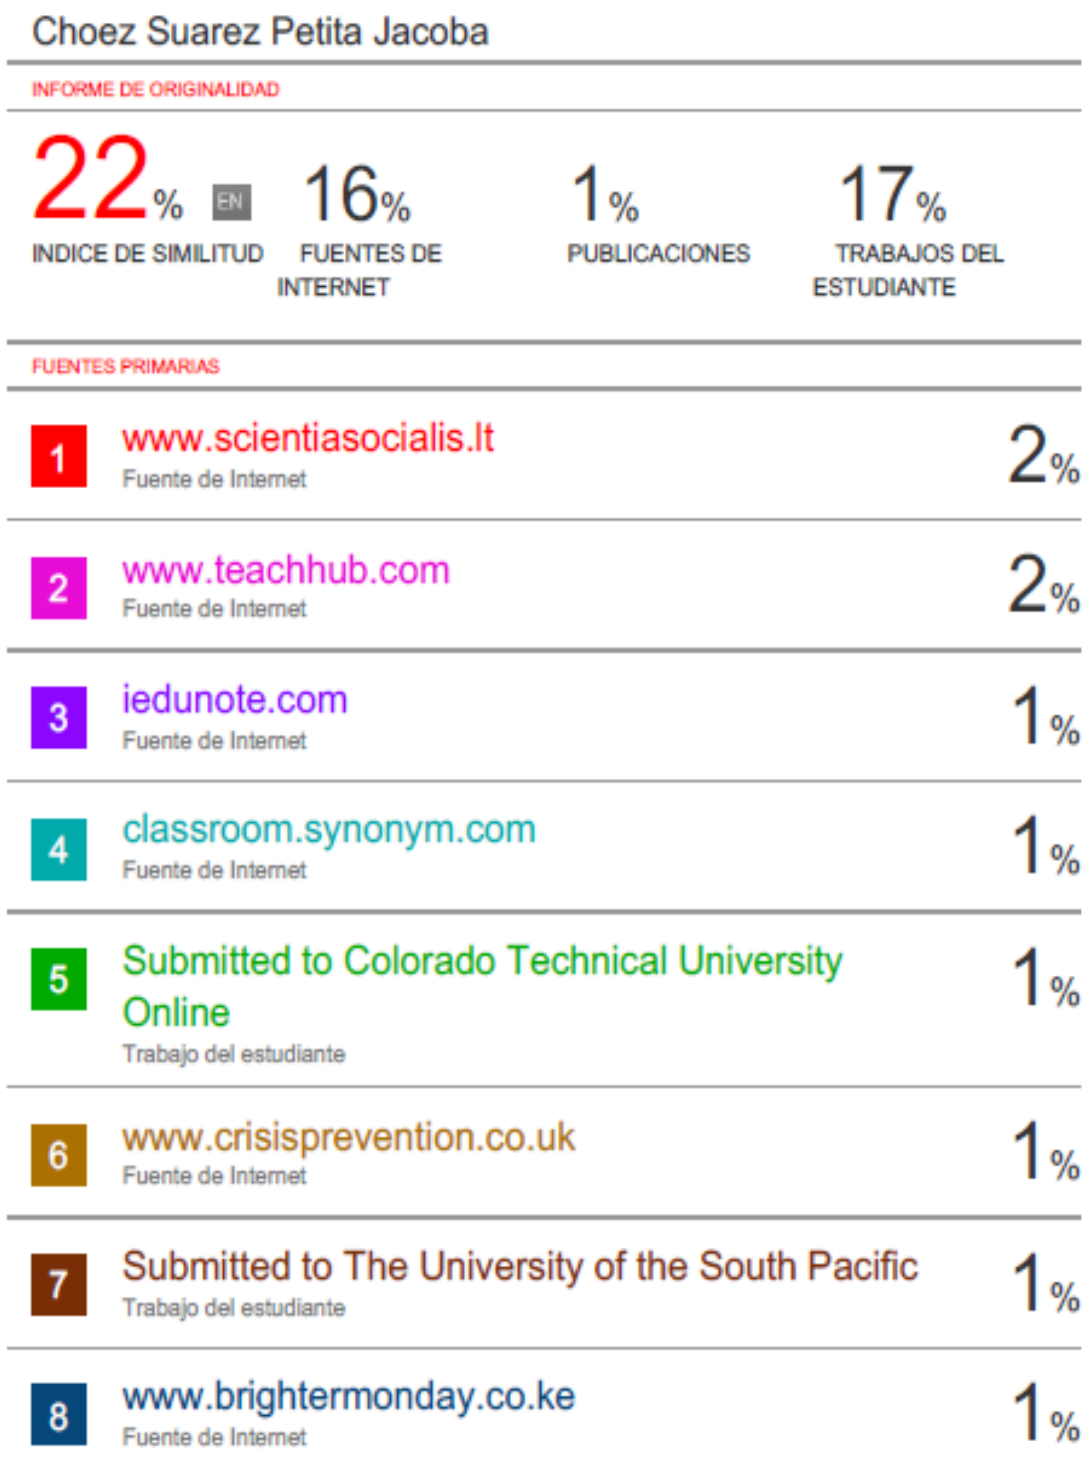 Choez Suarez Petita Jacoba
INFORME DE ORIGINALIDAD
22% EN 16% 1% 17%
INDICE DE SIMILITUD FUENTES DE PUBLICACIONES TRABAJOS DEL
INTERNET ESTUDIANTE
FUENTES PRIMARIAS
1 www.scientiasocialis.lt 2%
Fuente de Internet
2 www.teachhub.com 2%
Fuente de Internet
3 iedunote.com 1%
Fuente de Internet
4 classroom.synonym.com 1%
Fuente de Internet
5 Submitted to Colorado Technical University 1%
Online
Trabajo del estudiante
6 www.crisisprevention.co.uk 1%
Fuente de Internet
7 Submitted to The University of the South Pacific 1%
Trabajo del estudiante
8 www.brightermonday.co.ke 1%
Fuente de Internet